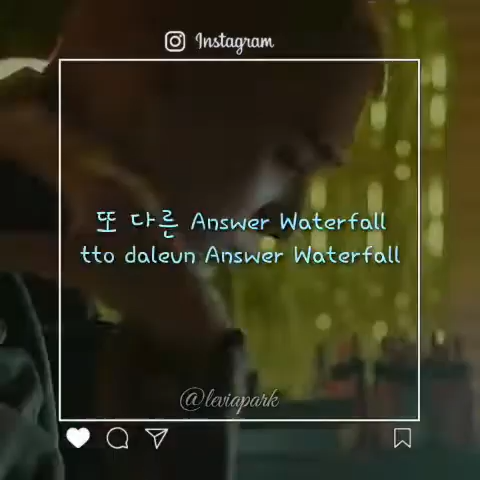 Instagram
또 다른 Answer Waterfall
tto daleun Answer Waterfall
@leviapark